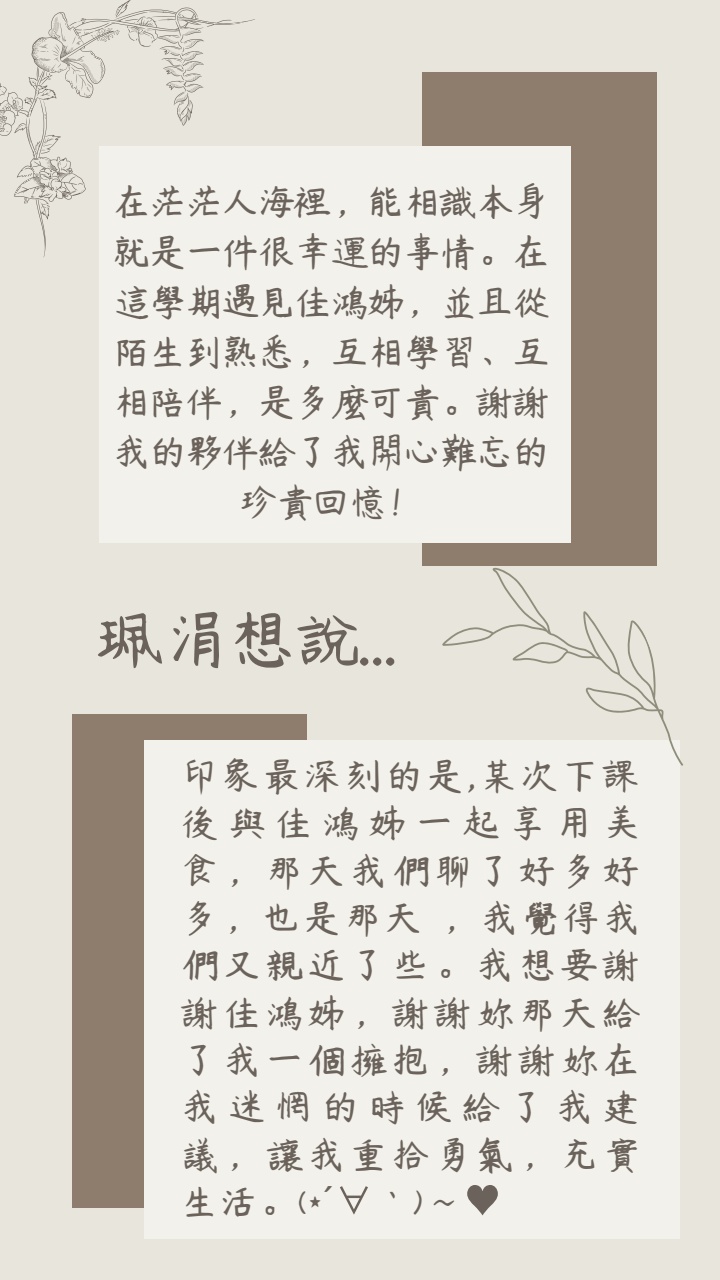 在茫茫人海裡，能相識本身
就是一件很幸運的事情。在
這學期遇見佳鴻姊，並且從
陌生到熟悉，互相學習、互
相陪伴，是多麼可貴。謝謝
我的夥伴給了我開心難忘的
珍貴回憶！
珮涓想說...
印象最深刻的是,某次下課
後與佳鴻姊一起享用美
食，那天我們聊了好多好
多，也是那天 ，我覺得我
們又親近了些。我想要謝
謝佳鴻姊，謝謝妳那天給
了我一個擁抱，謝謝妳在
我迷惘的時候給了我建
議，讓我重拾勇氣，充實
生活。(⋆´∀｀)～♥